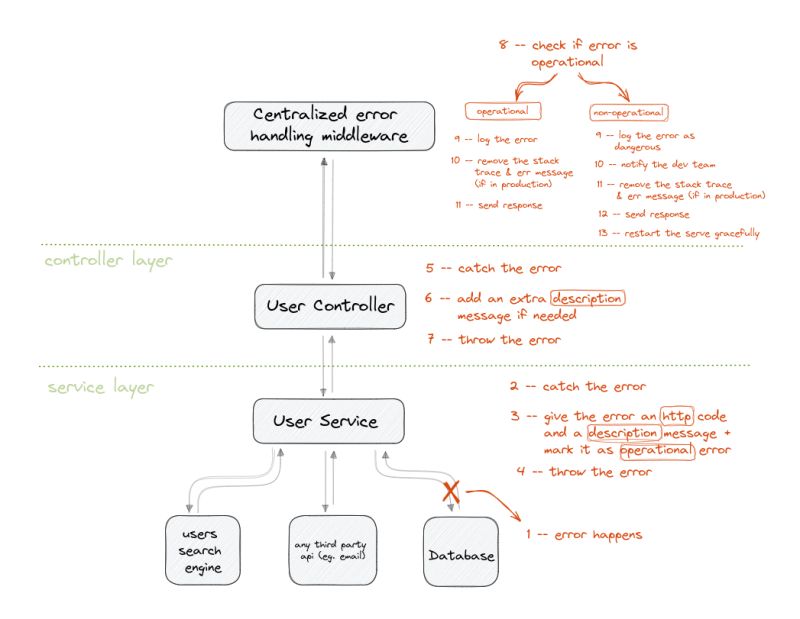 8 -- check if error is
operational
Centralized error
handling middleware
operational
9 -- log the error
10 -- remove the stack
trace & err message
(if in production)
11 -- send response
non-operational
9 -- log the error as
dangerous
10 -- notify the dev team
11 -- remove the stack trace
& err message (if in production)
12 -- send response
13 -- restart the serve gracefully
controller layer
User Controller
5 -- catch the error
6 -- add an extra description
message if needed
7 -- throw the error
service layer
User Service
2 -- catch the error
3 -- give the error an http code
and a description message +
mark it as operational error
4 -- throw the error
X
1 -- error happens
users
search
engine
any third party
api (eg. email)
Database